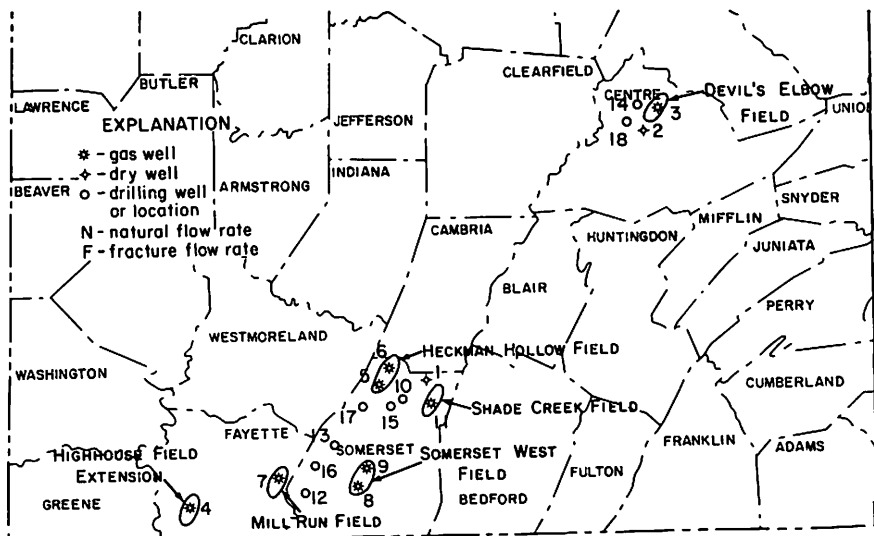 CLARION
CLEARFIELD
BUTLER
LAWRENCE
CENTRE
DEVIL'S ELBOW
FIELD
14
3
18
2
UNION
EXPLANATION
JEFFERSON
gas well
dry well
drilling well
or location
N - natural flow rate
F - fracture flow rate
BEAVER
ARMSTRONG
INDIANA
SNYDER
MIFFLIN
CAMBRIA
HUNTINGDON
JUNIATA
BLAIR
PERRY
WESTMORELAND
6
HECKMAN HOLLOW FIELD
5
1
10
WASHINGTON
CUMBERLAND
17
15
SHADE CREEK FIELD
11
FAYETTE
13
SOMERSET
FRANKLIN
ADAMS
HIGHHOUSE FIELD
EXTENSION
SOMERSET WEST
FIELD
16
9
7
12
8
FULTON
BEDFORD
GREENE
4
MILL RUN FIELD